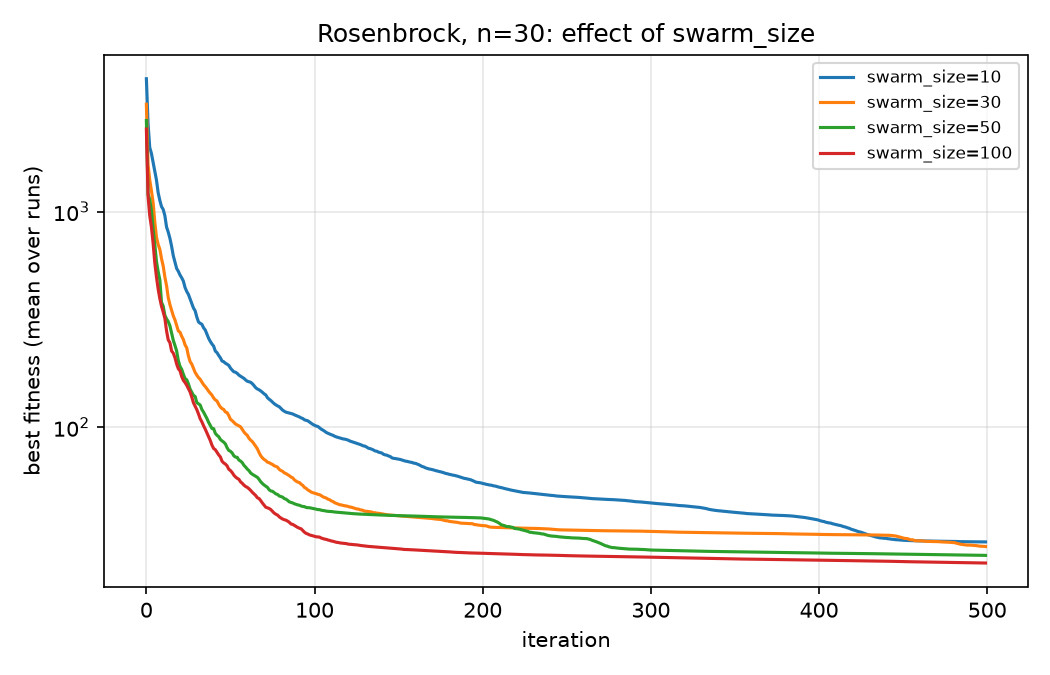 Rosenbrock, n=30: effect of swarm_size
swarm_size=10
swarm_size=30
swarm_size=50
swarm_size=100
best fitness (mean over runs)
10³
10²
0 100 200 300 400 500
iteration